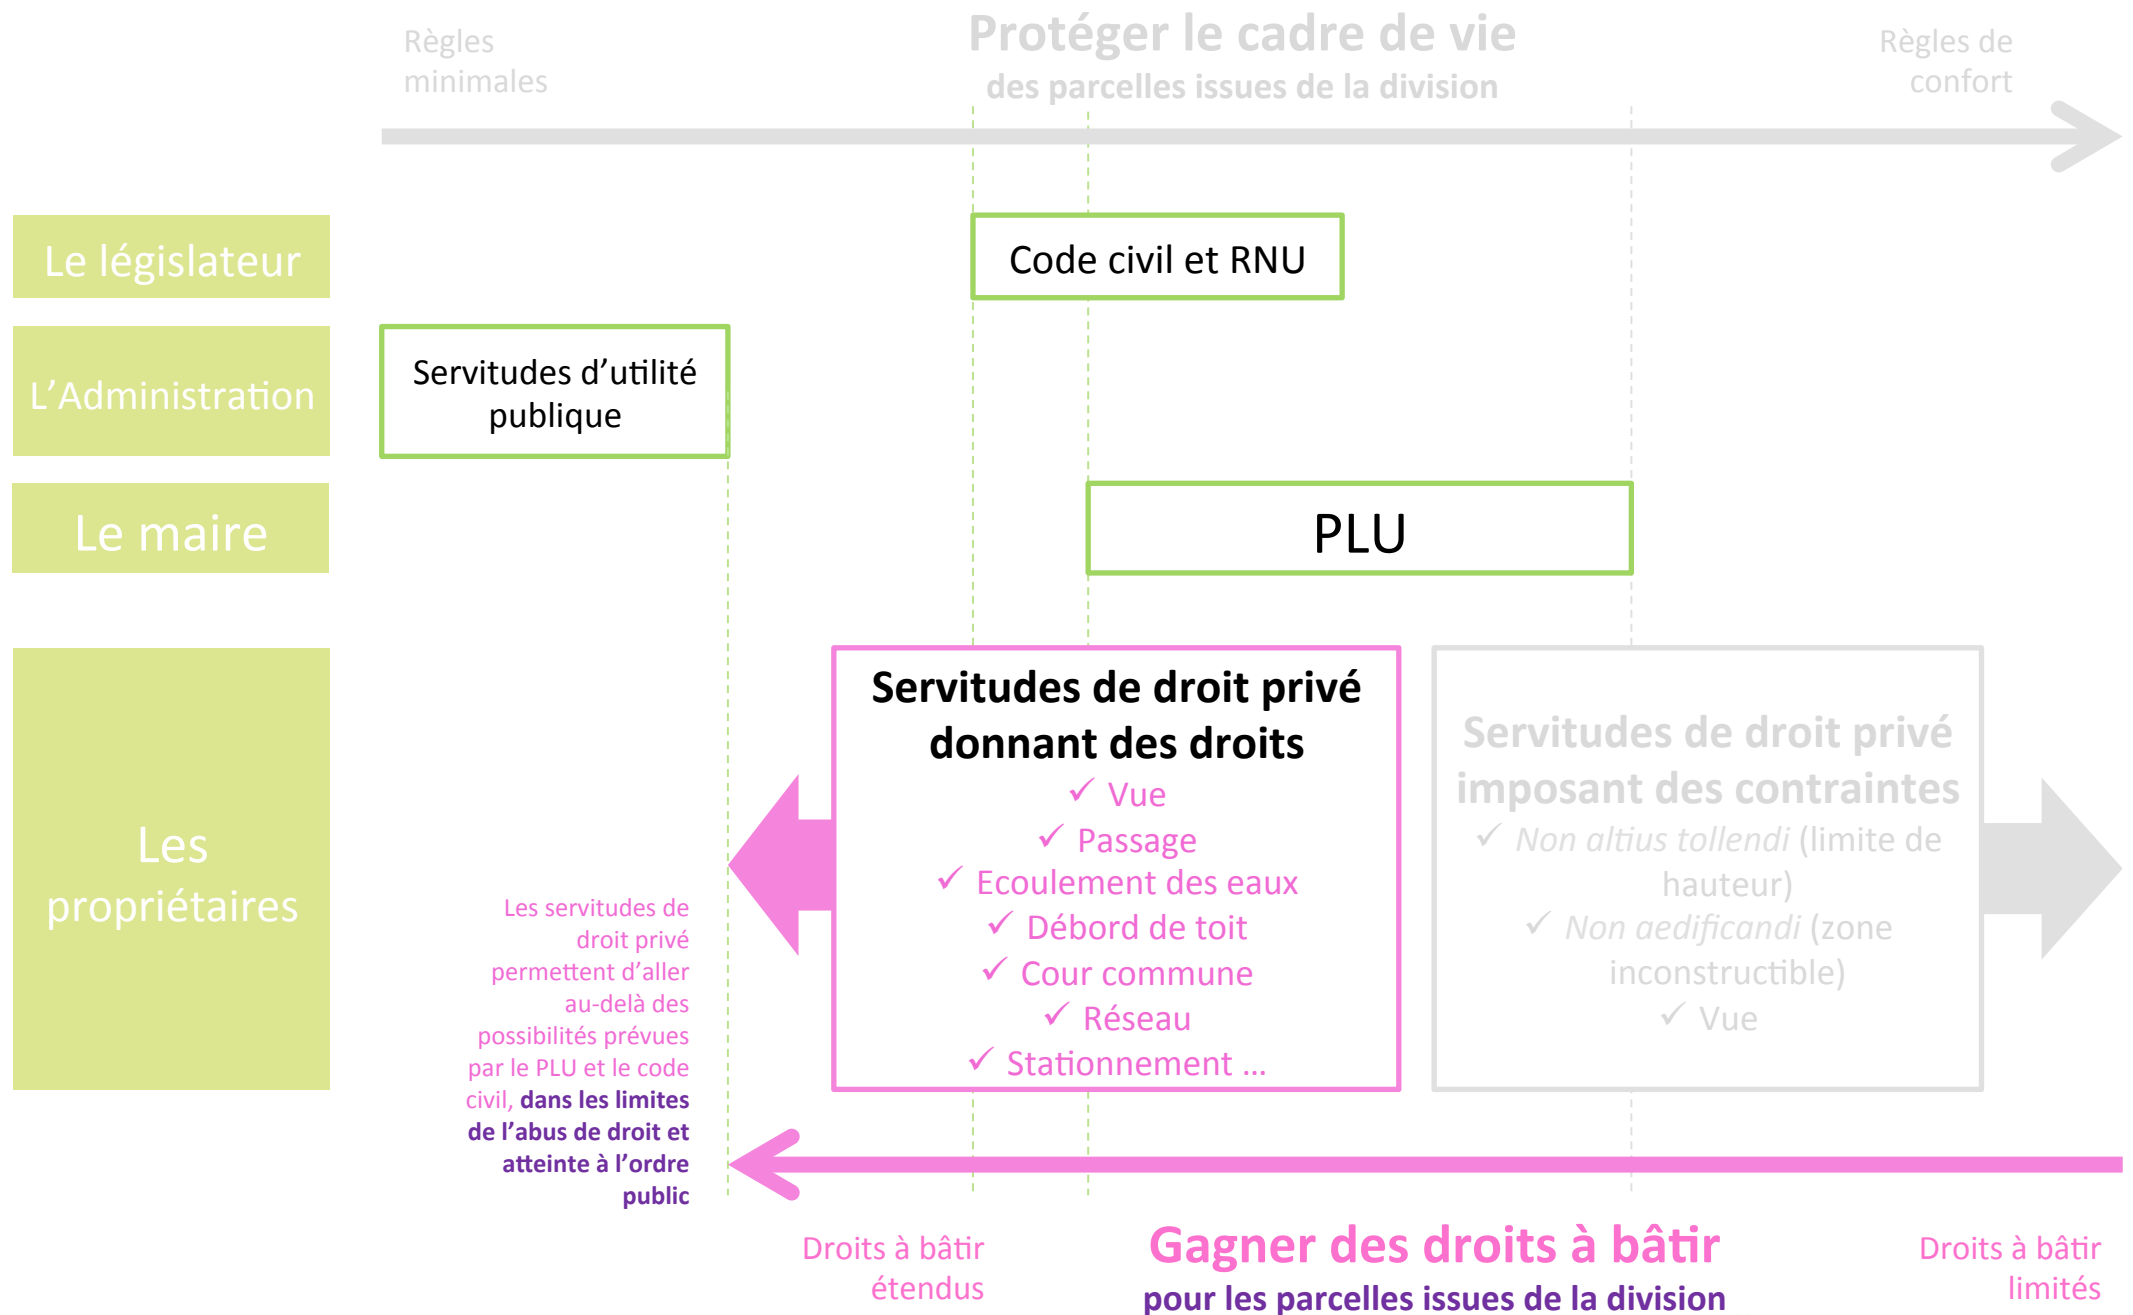 Règles
minimales
Protéger le cadre de vie
des parcelles issues de la division
Règles de
confort
Le législateur
Code civil et RNU
L’Administration
Servitudes d’utilité
publique
Le maire
PLU
Les
propriétaires
Les servitudes de
droit privé
permettent d’aller
au-delà des
possibilités prévues
par le PLU et le code
civil, dans les limites
de l’abus de droit et
atteinte à l’ordre
public
Servitudes de droit privé
donnant des droits
✓ Vue
✓ Passage
✓ Ecoulement des eaux
✓ Débord de toit
✓ Cour commune
✓ Réseau
✓ Stationnement ...
Servitudes de droit privé
imposant des contraintes
✓ Non altius tollendi (limite de
hauteur)
✓ Non aedificandi (zone
inconstructible)
✓ Vue
Droits à bâtir
étendus
Gagner des droits à bâtir
pour les parcelles issues de la division
Droits à bâtir
limités